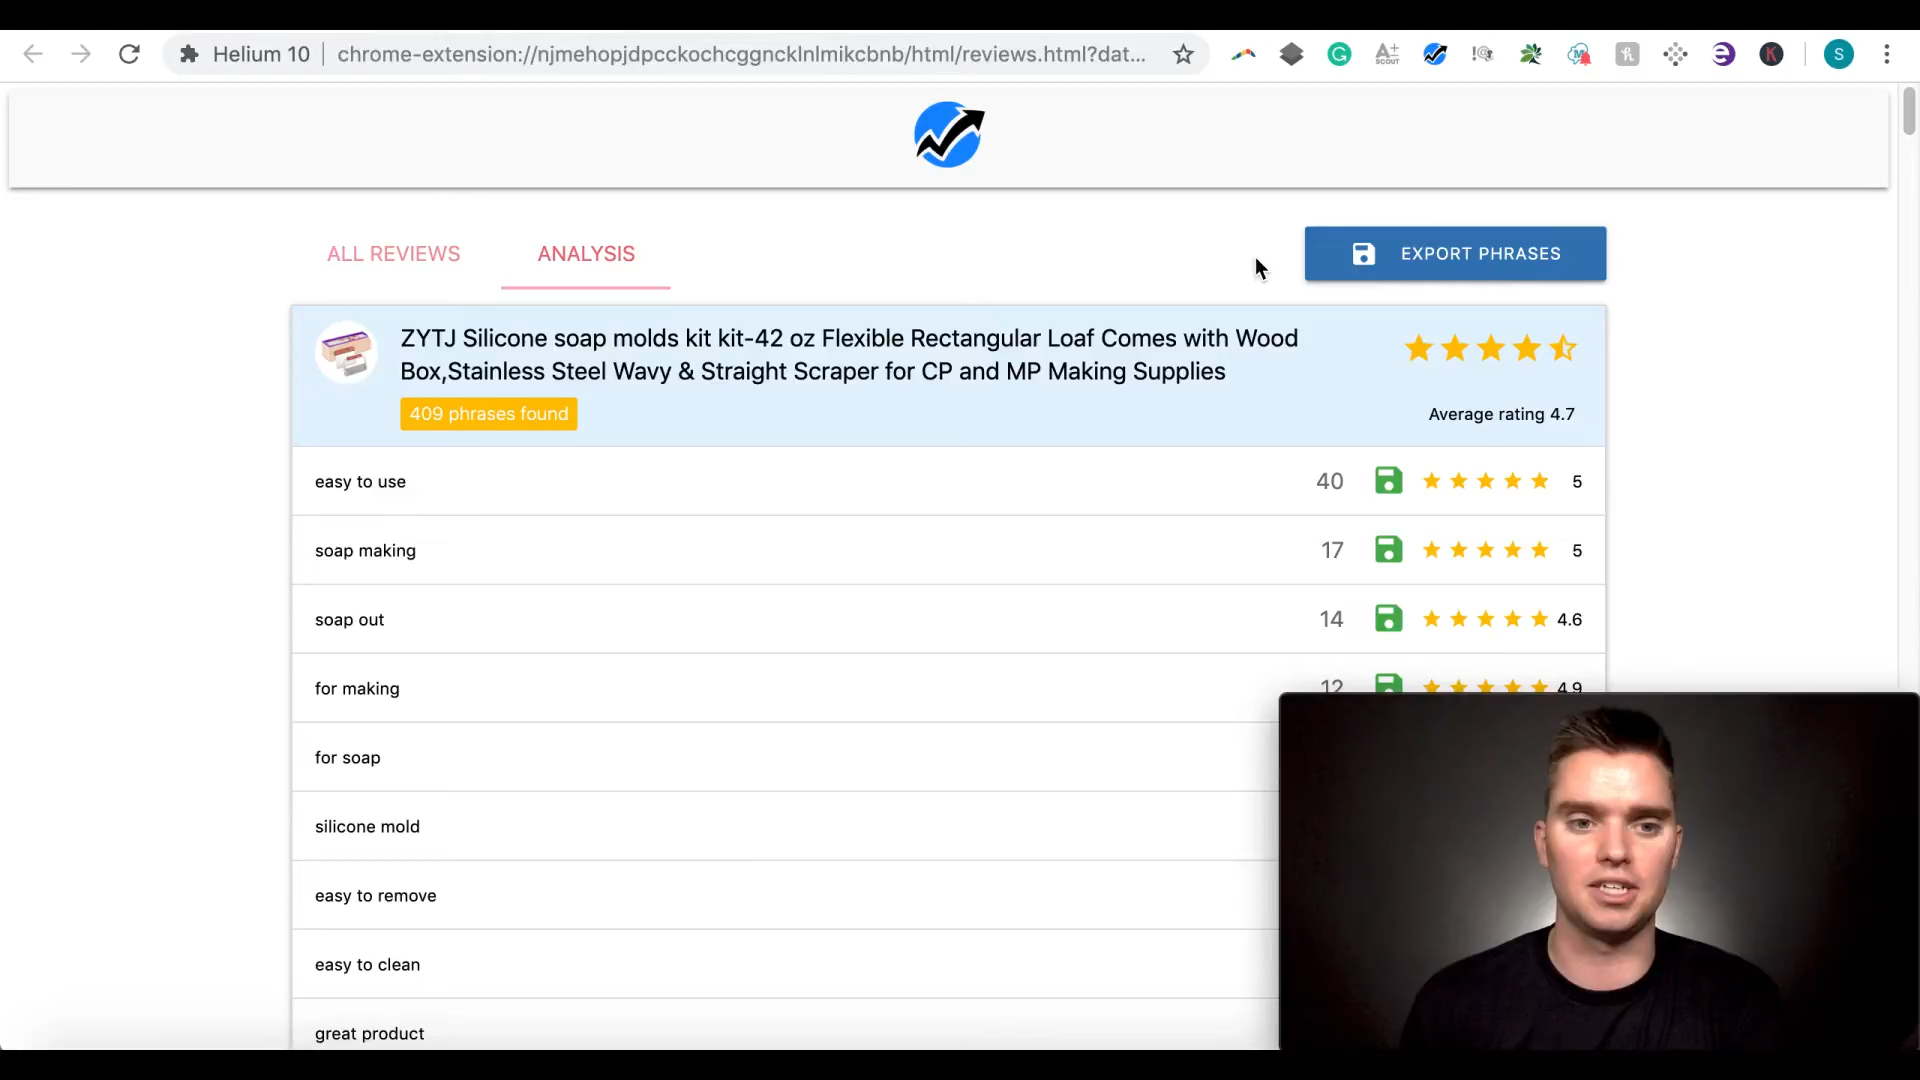 Helium 10 chrome-extension://njmehopjdpcckochcggncklnlmikcbnb/html/reviews.html?dat...
ALL REVIEWS
ANALYSIS
EXPORT PHRASES
ZYTJ Silicone soap molds kit kit-42 oz Flexible Rectangular Loaf Comes with Wood
Box,Stainless Steel Wavy & Straight Scraper for CP and MP Making Supplies
409 phrases found
Average rating 4.7
easy to use 40 5
soap making 17 5
soap out 14 4.6
for making 12 4.9
for soap
silicone mold
easy to remove
easy to clean
great product